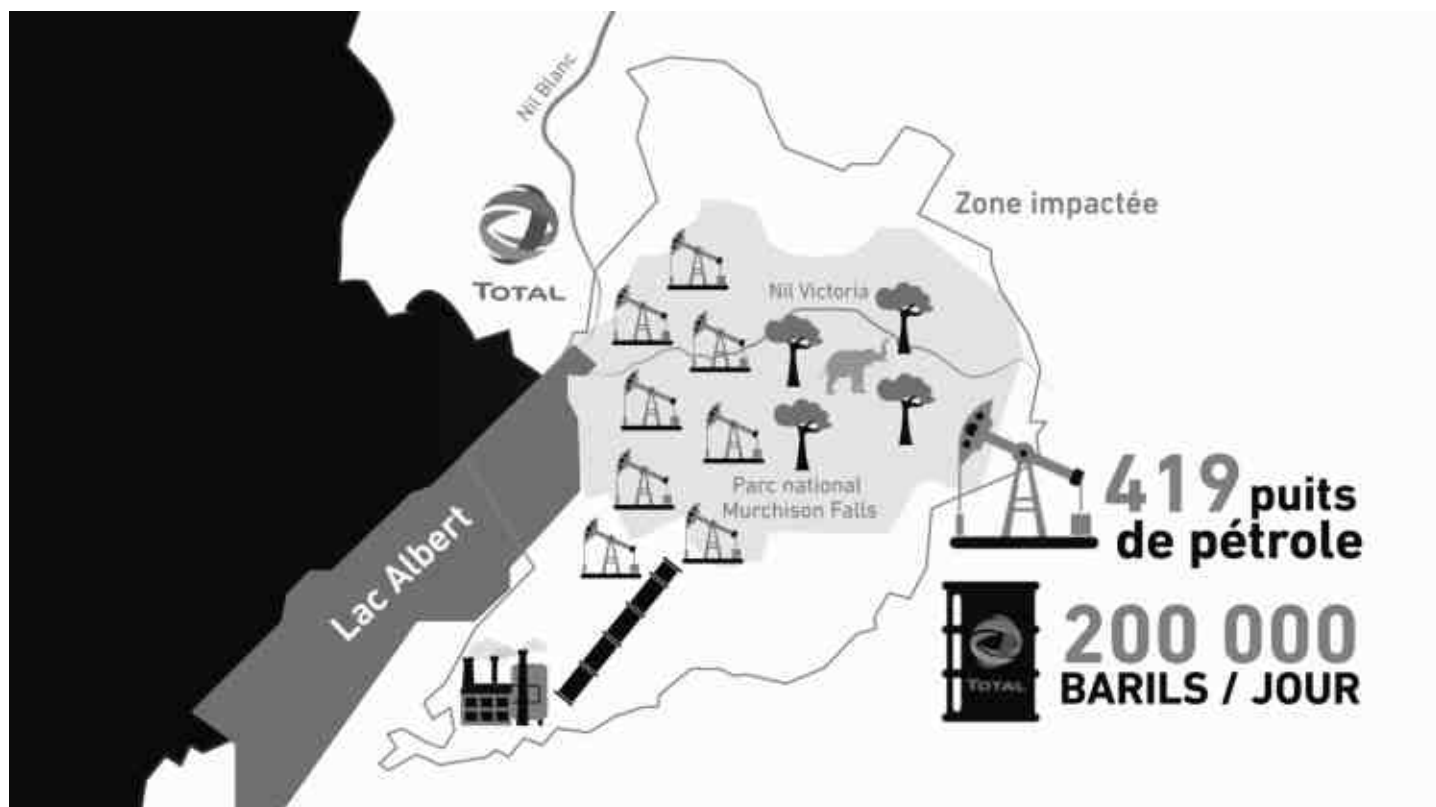 Nil Blanc
TOTAL
Zone impactée
Nil Victoria
Parc national
Murchison Falls
Lac Albert
419 puits
de pétrole
TOTAL
200 000
BARILS / JOUR